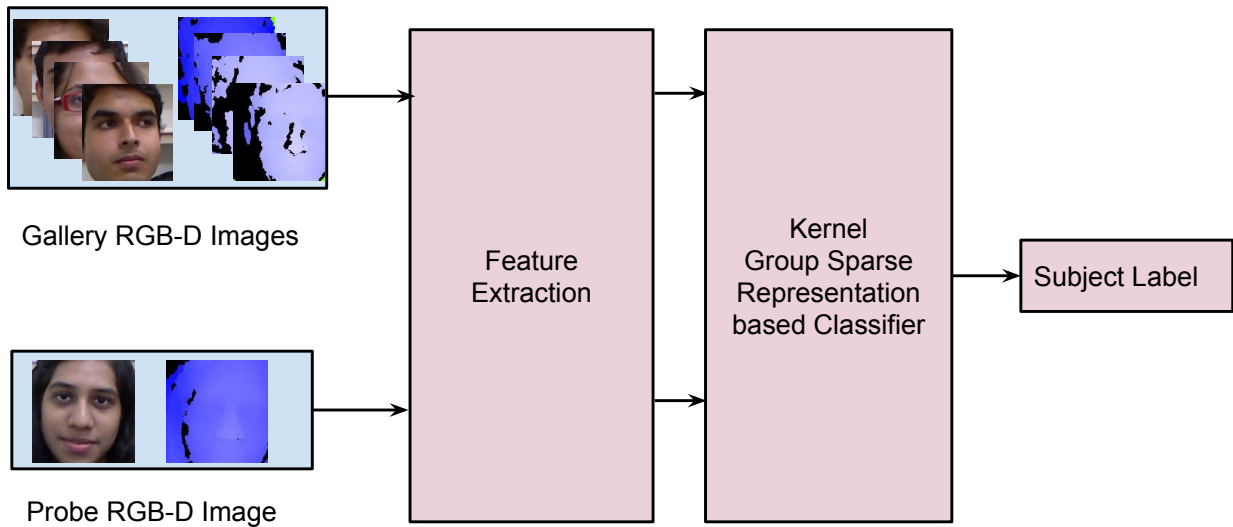 Gallery RGB-D Images
Probe RGB-D Image
Feature
Extraction
Kernel
Group Sparse
Representation
based Classifier
Subject Label